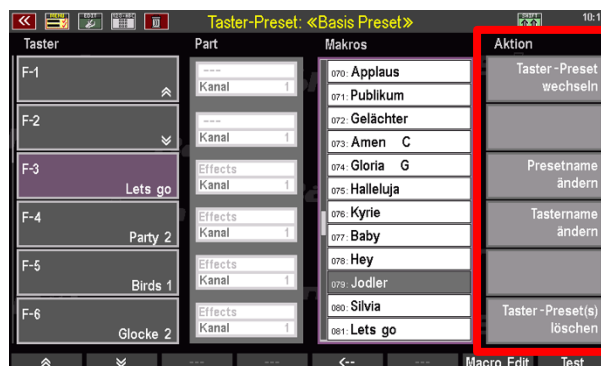 MENU
EDIT
Taster-Preset: «Basis Preset»
SHIFT
10:1
Taster
Part
Makros
Aktion
F-1
F-2
F-3
Lets go
F-4
Party 2
F-5
Birds 1
F-6
Glocke 2
---
Kanal 1
---
Kanal 1
Effects
Kanal 1
Effects
Kanal 1
Effects
Kanal 1
Effects
Kanal 1
070: Applaus
071: Publikum
072: Gelächter
073: Amen C
074: Gloria G
075: Halleluja
076: Kyrie
077: Baby
078: Hey
079: Jodler
080: Silvia
081: Lets go
Taster-Preset
wechseln
Presetname
ändern
Tastername
ändern
Taster-Preset(s)
löschen
--- --- <-- --- Macro Edit Test